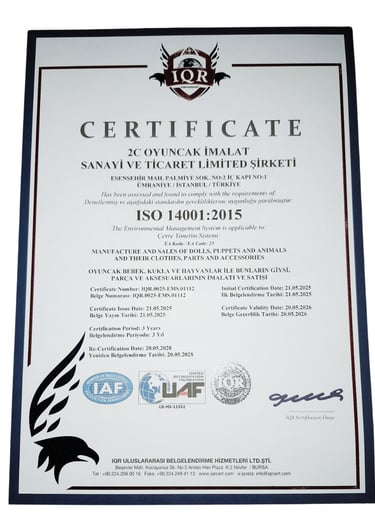 IQR
CERTIFICATE
2C OYUNCAK İMALAT
SANAYİ VE TİCARET LİMİTED ŞİRKETİ
ESENŞEHİR MAH. PALMİYE SOK. NO:2 İÇ KAPI NO:1
ÜMRANİYE / İSTANBUL / TÜRKİYE
Has been assessed and found to comply with the requirements of.
Denetlenmiş ve aşağıdaki standardın gerekliliklerine uygunluğu görülmüştür.
ISO 14001:2015
The Environmental Management System is applicable to:
Çevre Yönetim Sistemi
EA Kodu / EA Code: 23
MANUFACTURE AND SALES OF DOLLS, PUPPETS AND ANIMALS
AND THEIR CLOTHES, PARTS AND ACCESSORIES
OYUNCAK BEBEK, KUKLA VE HAYVANLAR İLE BUNLARIN GİYSİ,
PARÇA VE AKSESUARLARININ İMALATI VE SATIŞI
Certificate Number: IQR.0025-EMS.01112
Belge Numarası: IQR.0025-EMS.01112
Initial Certification Date: 21.05.2025
İlk Belgelendirme Tarihi: 21.05.2025
Certificate Issue Date: 21.05.2025
Belge Yayın Tarihi: 21.05.2025
Certificate Validity Date: 20.05.2026
Belge Geçerlilik Tarihi: 20.05.2026
Certification Period: 3 Years
Belgelendirme Periyodu: 3 Yıl
Re-Certification Date: 20.05.2028
Yeniden Belgelendirme Tarihi: 20.05.2028
IAF
UNITED
ACCREDITATION
FOUNDATION
UAF
CB-MS-11352
IQR
IQR Sertifikasyon Onayı
IQR ULUSLARARASI BELGELENDİRME HİZMETLERİ LTD.ŞTİ.